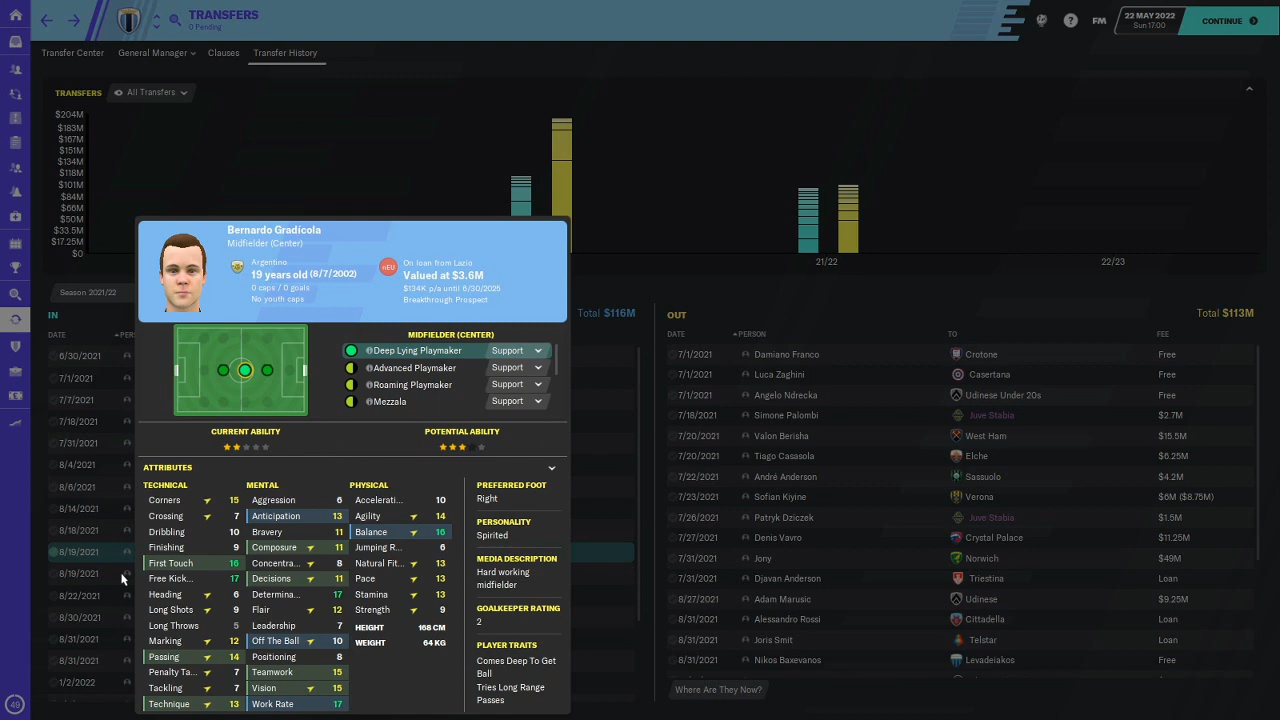 TRANSFERS
0 Pending
FM
22 MAY 2022
Sun 17:00
CONTINUE
Transfer Center
General Manager
Clauses
Transfer History
TRANSFERS
All Transfers
$204M
$183M
$167M
$151M
$134M
$118M
$101M
$84M
$66M
$50M
$33.5M
$17.25M
$0
21/22
22/23
Bernardo Gradícola
Midfielder (Center)
Argentino
19 years old (8/7/2002)
0 caps / 0 goals
No youth caps
nEU
On loan from Lazio
Valued at $3.6M
$134K p/a until 6/30/2025
Breakthrough Prospect
MIDFIELDER (CENTER)
Deep Lying Playmaker Support
Advanced Playmaker Support
Roaming Playmaker Support
Mezzala Support
CURRENT ABILITY
POTENTIAL ABILITY
ATTRIBUTES
TECHNICAL
Corners 15
Crossing 7
Dribbling 10
Finishing 9
First Touch 16
Free Kick... 17
Heading 6
Long Shots 9
Long Throws 5
Marking 12
Passing 14
Penalty Ta... 7
Tackling 7
Technique 13
MENTAL
Aggression 6
Anticipation 13
Bravery 11
Composure 11
Concentra... 8
Decisions 11
Determina... 17
Flair 12
Leadership 7
Off The Ball 10
Positioning 8
Teamwork 15
Vision 15
Work Rate 17
PHYSICAL
Accelerati... 10
Agility 14
Balance 16
Jumping R... 6
Natural Fit... 13
Pace 13
Stamina 13
Strength 9
HEIGHT 168 CM
WEIGHT 64 KG
PREFERRED FOOT
Right
PERSONALITY
Spirited
MEDIA DESCRIPTION
Hard working
midfielder
GOALKEEPER RATING
2
PLAYER TRAITS
Comes Deep To Get
Ball
Tries Long Range
Passes
Season 2021/22
IN
Total $116M
DATE PER
6/30/2021
7/1/2021
7/7/2021
7/18/2021
7/31/2021
8/4/2021
8/6/2021
8/14/2021
8/18/2021
8/19/2021
8/19/2021
8/22/2021
8/30/2021
8/31/2021
8/31/2021
1/2/2022
OUT
Total $113M
DATE PERSON TO FEE
7/1/2021 Damiano Franco Crotone Free
7/1/2021 Luca Zaghini Casertana Free
7/1/2021 Angelo Ndrecka Udinese Under 20s Free
7/18/2021 Simone Palombi Juve Stabia $2.7M
7/20/2021 Valon Berisha West Ham $15.5M
7/20/2021 Tiago Casasola Elche $6.25M
7/22/2021 André Anderson Sassuolo $4.2M
7/23/2021 Sofian Kiyine Verona $6M ($8.75M)
7/26/2021 Patryk Dziczek Juve Stabia $1.5M
7/27/2021 Denis Vavro Crystal Palace $11.25M
7/31/2021 Jony Norwich $49M
7/31/2021 Djavan Anderson Triestina Loan
8/27/2021 Adam Marusic Udinese $9.25M
8/31/2021 Alessandro Rossi Cittadella Loan
8/31/2021 Joris Smit Telstar Loan
8/31/2021 Nikos Baxevanos Levadeiakos Free
Where Are They Now?
49